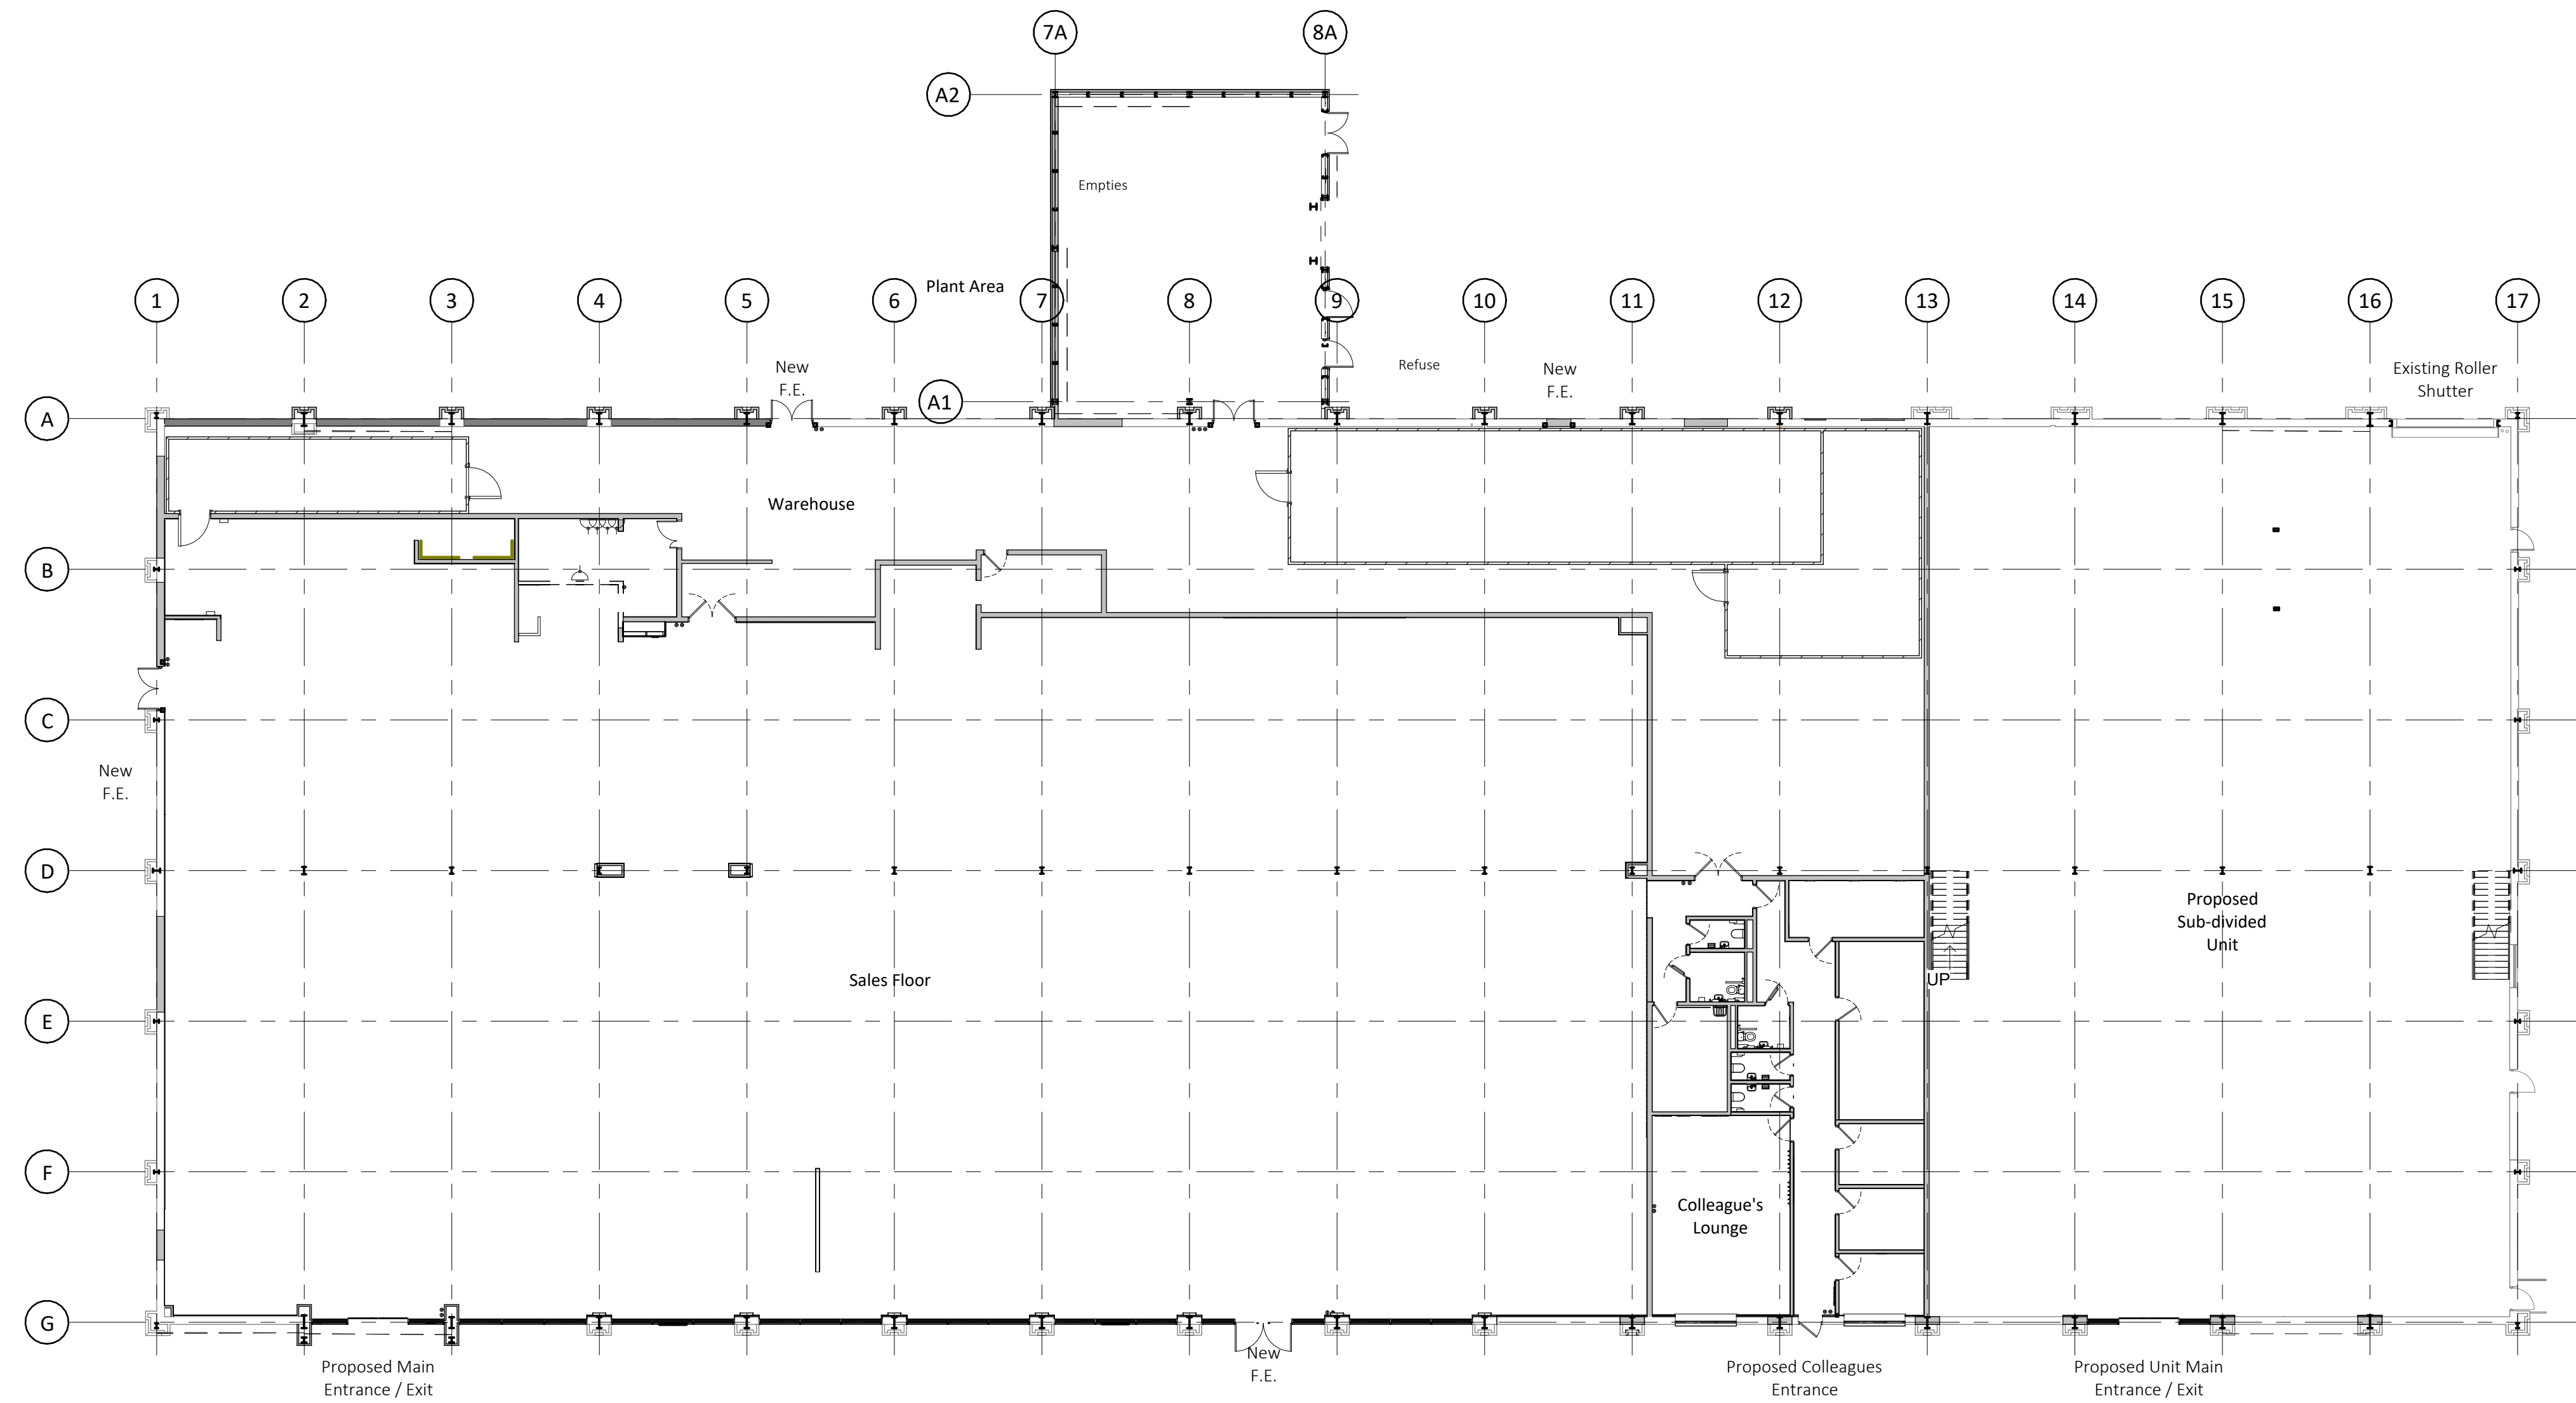 7A
8A
A2
Empties
Plant Area
1
2
3
4
5
6
7
8
9
10
11
12
13
14
15
16
17
New
F.E.
Refuse
New
F.E.
Existing Roller
Shutter
A
A1
Warehouse
B
C
New
F.E.
D
Proposed
Sub-divided
Unit
Sales Floor
UP
E
F
Colleague's
Lounge
G
Proposed Main
Entrance / Exit
New
F.E.
Proposed Colleagues
Entrance
Proposed Unit Main
Entrance / Exit